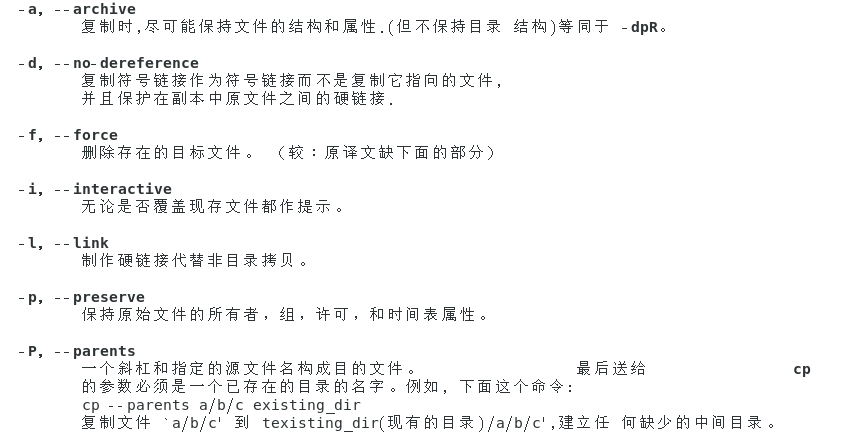 -a, --archive
复制时,尽可能保持文件的结构和属性.(但不保持目录 结构)等同于 -dpR。
-d, --no-dereference
复制符号链接作为符号链接而不是复制它指向的文件,
并且保护在副本中原文件之间的硬链接.
-f, --force
删除存在的目标文件。 (较：原译文缺下面的部分)
-i, --interactive
无论是否覆盖现存文件都作提示。
-l, --link
制作硬链接代替非目录拷贝。
-p, --preserve
保持原始文件的所有者，组，许可，和时间表属性。
-P, --parents
一个斜杠和指定的源文件名构成目的文件。 最后送给 cp
的参数必须是一个已存在的目录的名字。例如, 下面这个命令:
cp --parents a/b/c existing_dir
复制文件 `a/b/c' 到 texisting_dir(现有的目录)/a/b/c',建立任 何缺少的中间目录。